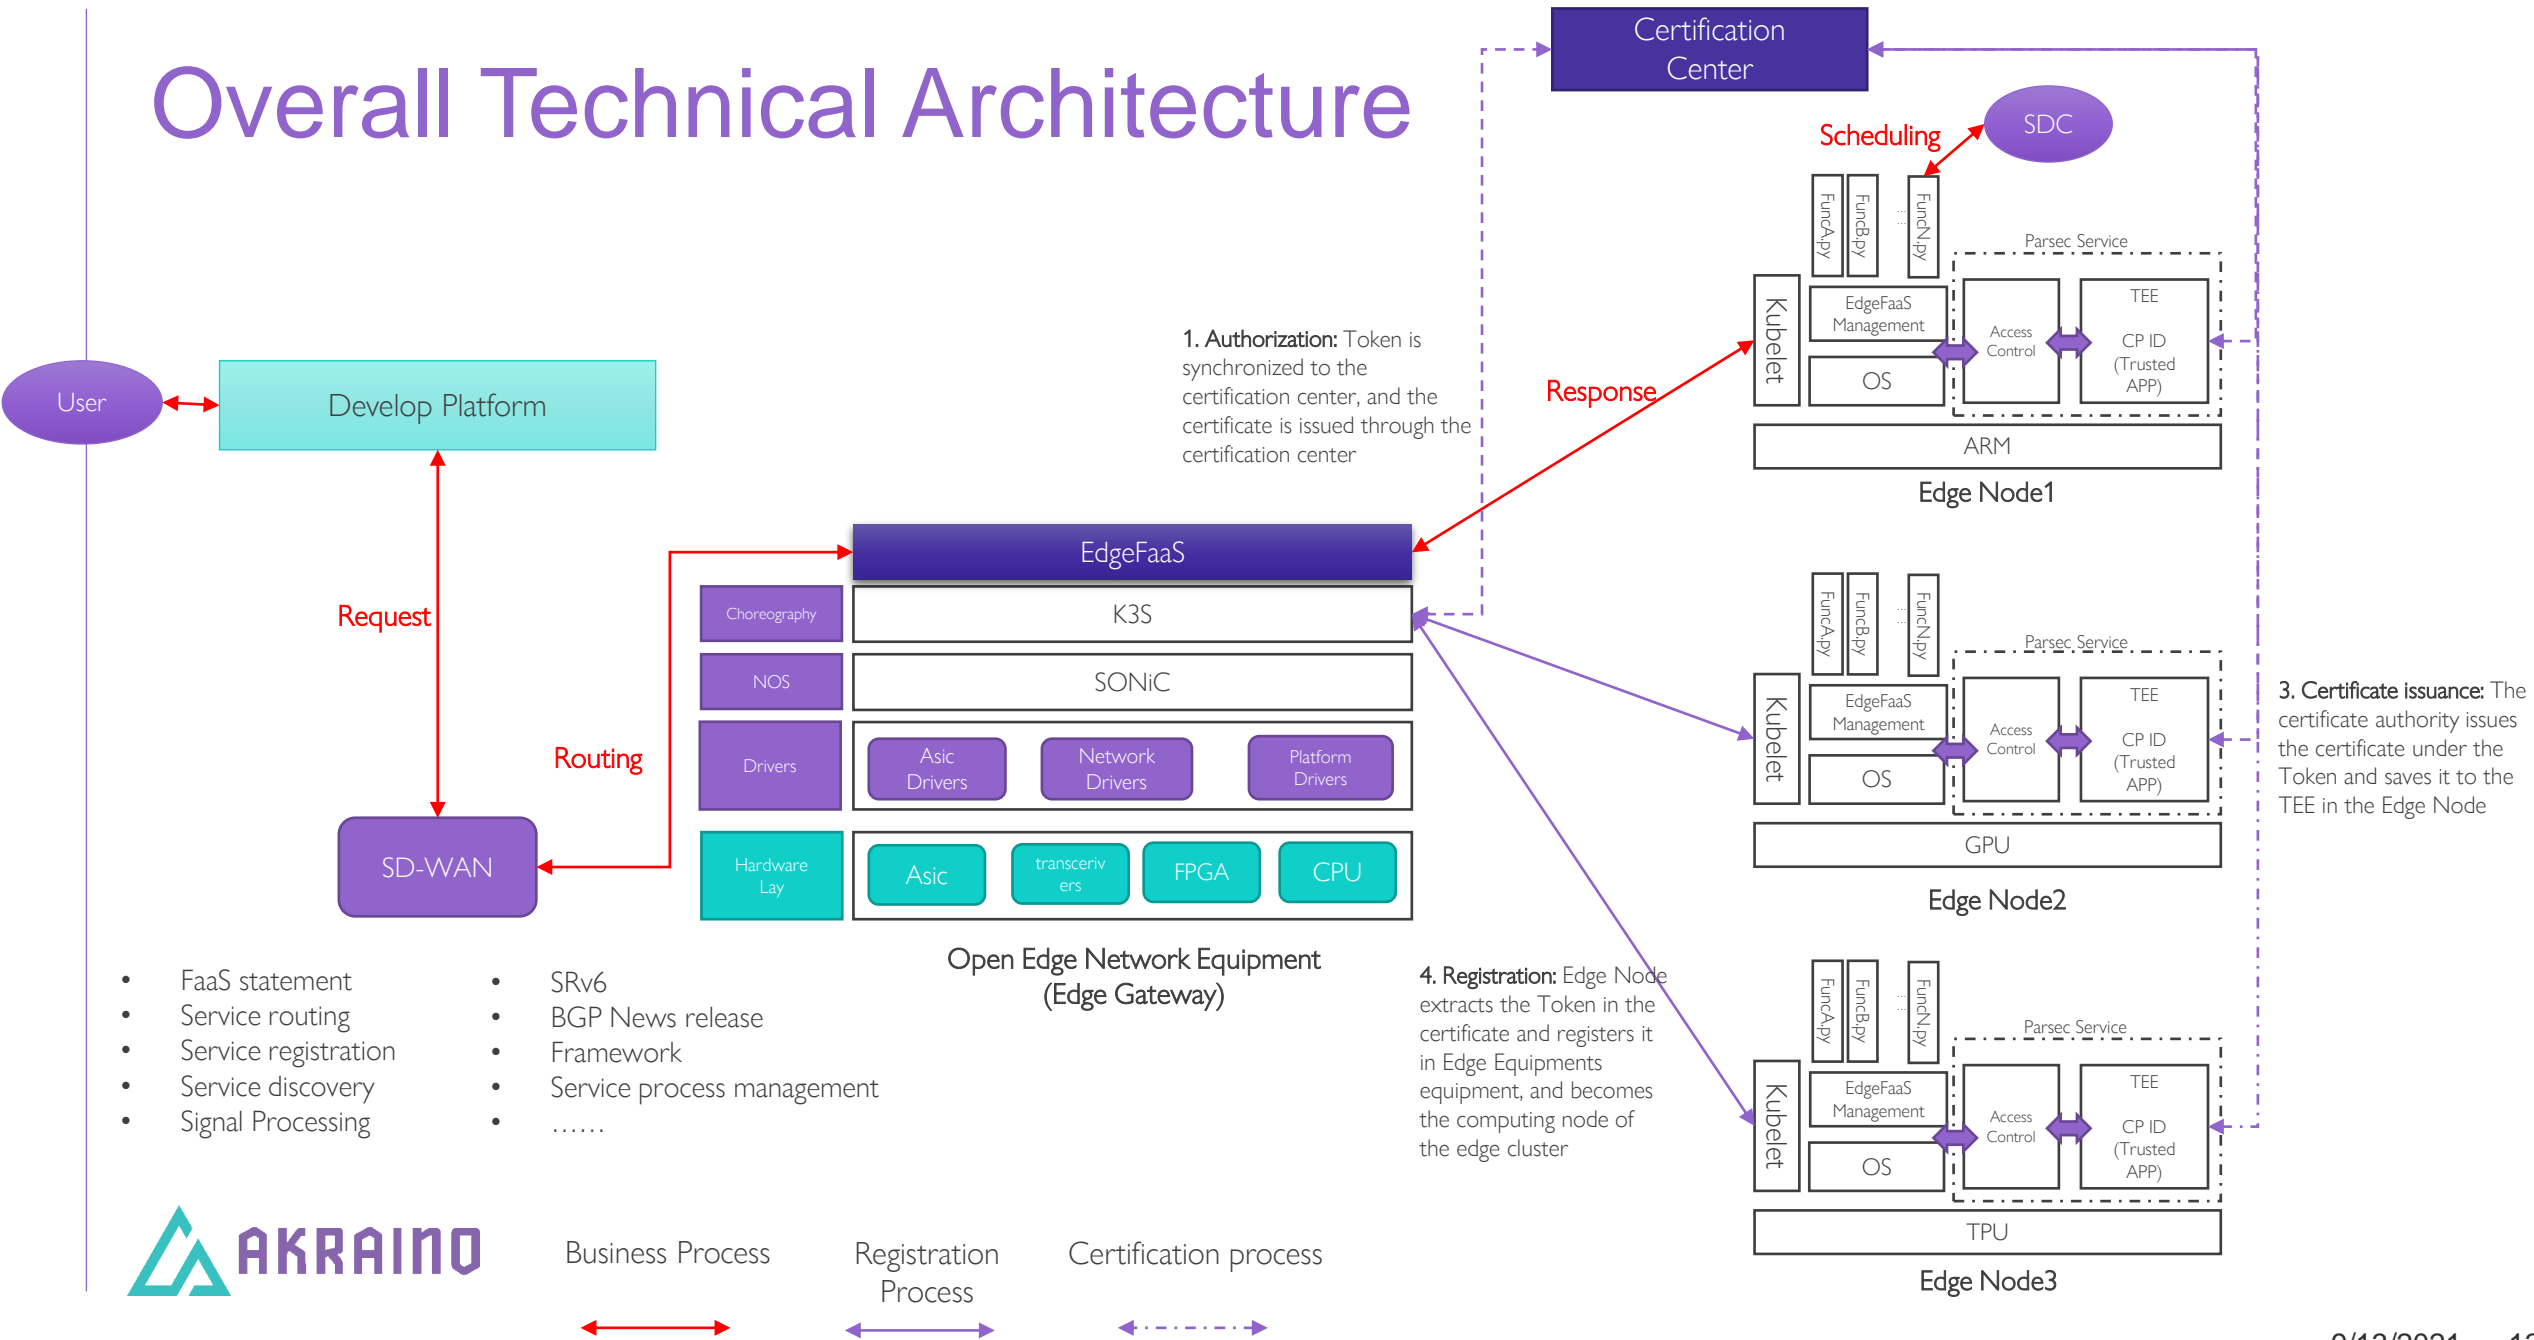 Overall Technical Architecture
Certification
Center
SDC
Scheduling
FuncA.py
FuncB.py
... ...
FuncN.py
Parsec Service
Kubelet
EdgeFaaS
Management
OS
Access
Control
TEE
CP ID
(Trusted
APP)
ARM
Edge Node1
1. Authorization: Token is
synchronized to the
certification center, and the
certificate is issued through the
certification center
Response
User
Develop Platform
Request
Routing
SD-WAN
EdgeFaaS
Choreography
K3S
NOS
SONiC
Drivers
Asic
Drivers
Network
Drivers
Platform
Drivers
Hardware
Lay
Asic
transceriv
ers
FPGA
CPU
Open Edge Network Equipment
(Edge Gateway)
FuncA.py
FuncB.py
... ...
FuncN.py
Parsec Service
Kubelet
EdgeFaaS
Management
OS
Access
Control
TEE
CP ID
(Trusted
APP)
GPU
Edge Node2
3. Certificate issuance: The
certificate authority issues
the certificate under the
Token and saves it to the
TEE in the Edge Node
• FaaS statement
• Service routing
• Service registration
• Service discovery
• Signal Processing
• SRv6
• BGP News release
• Framework
• Service process management
• ……
4. Registration: Edge Node
extracts the Token in the
certificate and registers it
in Edge Equipments
equipment, and becomes
the computing node of
the edge cluster
FuncA.py
FuncB.py
... ...
FuncN.py
Parsec Service
Kubelet
EdgeFaaS
Management
OS
Access
Control
TEE
CP ID
(Trusted
APP)
TPU
Edge Node3
AKRAINO
Business Process
Registration
Process
Certification process